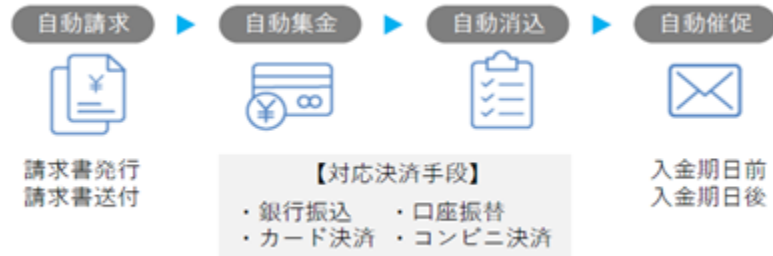 自動請求
自動集金
自動消込
自動催促
¥
¥
請求書発行
請求書送付
【対応決済手段】
・銀行振込 ・口座振替
・カード決済 ・コンビニ決済
入金期日前
入金期日後